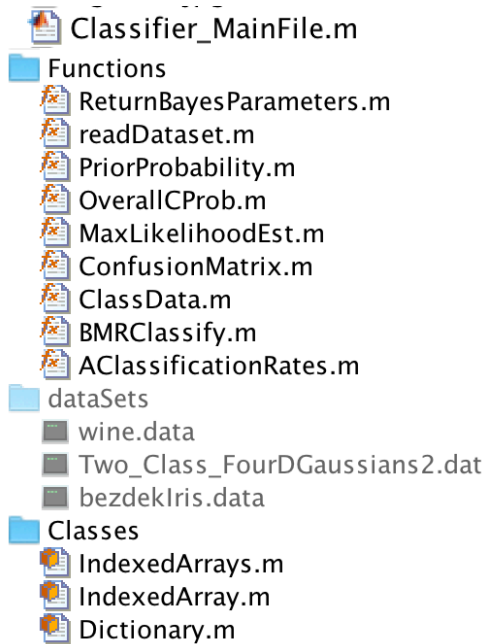 Classifier_MainFile.m
Functions
ReturnBayesParameters.m
readDataset.m
PriorProbability.m
OverallCProb.m
MaxLikelihoodEst.m
ConfusionMatrix.m
ClassData.m
BMRClassify.m
AClassificationRates.m
dataSets
wine.data
Two_Class_FourDGaussians2.dat
bezdekIris.data
Classes
IndexedArrays.m
IndexedArray.m
Dictionary.m